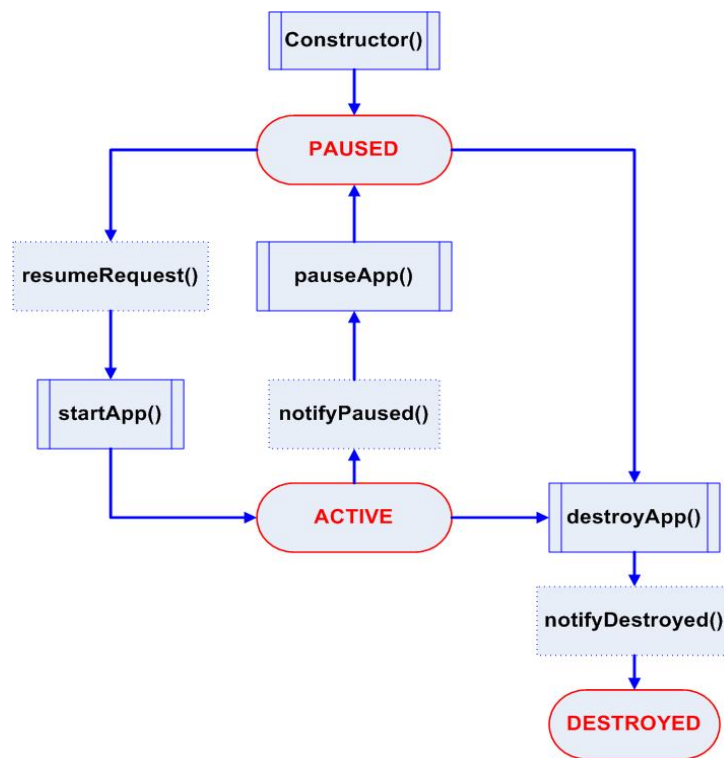 Constructor()
PAUSED
resumeRequest()
pauseApp()
startApp()
notifyPaused()
ACTIVE
destroyApp()
notifyDestroyed()
DESTROYED